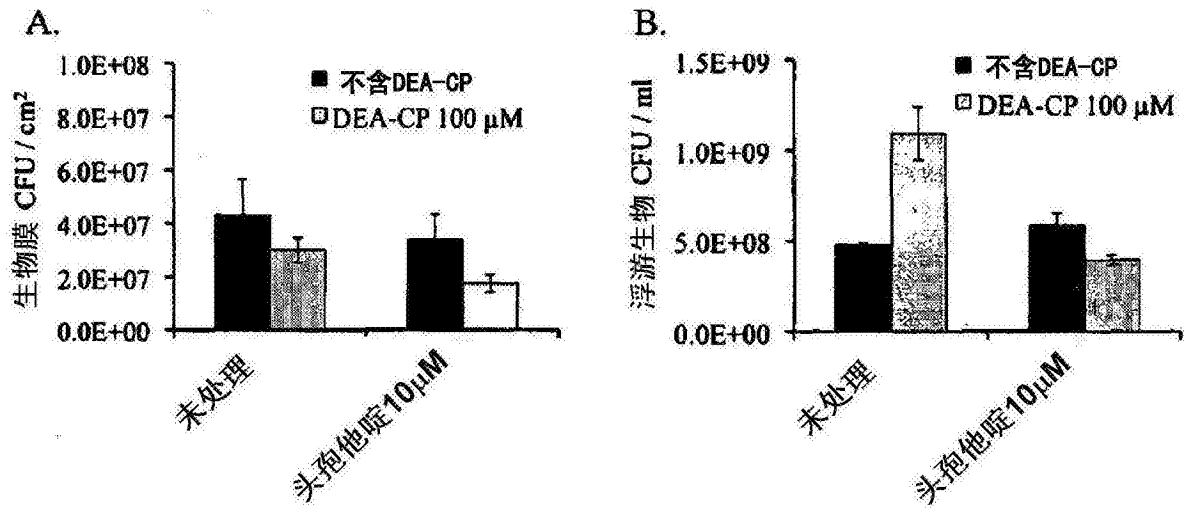 A.
生物膜 CFU / cm²
1.0E+08
8.0E+07
6.0E+07
4.0E+07
2.0E+07
0.0E+00
不含DEA-CP
DEA-CP 100 μM
未处理
头孢他啶10μM
B.
浮游生物 CFU / ml
1.5E+09
1.0E+09
5.0E+08
0.0E+00
不含DEA-CP
DEA-CP 100 μM
未处理
头孢他啶10μM